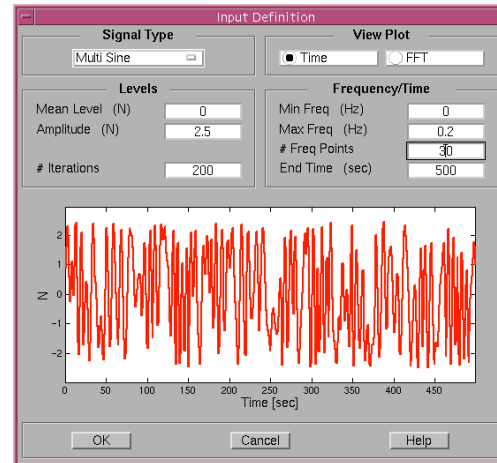 Input Definition
Signal Type
Multi Sine
View Plot
Time FFT
Levels
Mean Level (N) 0
Amplitude (N) 2.5
# Iterations 200
Frequency/Time
Min Freq (Hz) 0
Max Freq (Hz) 0.2
# Freq Points 30
End Time (sec) 500
2
1
0
-1
-2
N
0 50 100 150 200 250 300 350 400 450
Time [sec]
OK Cancel Help